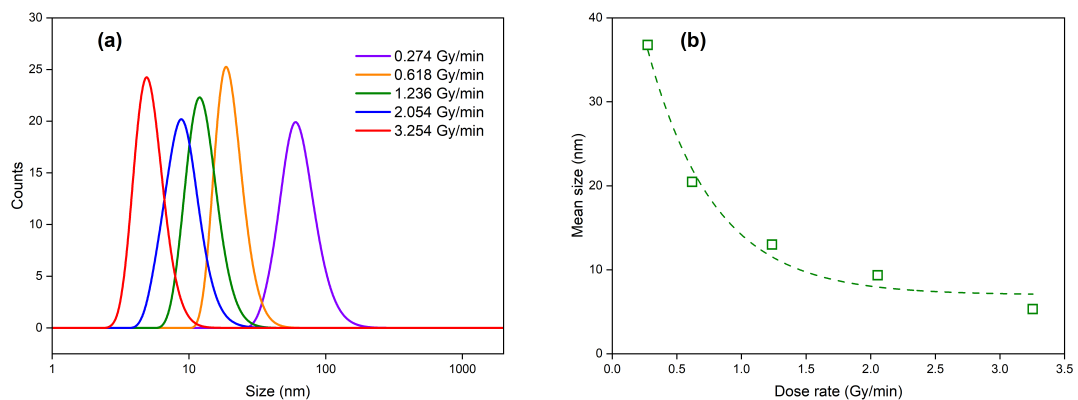 (a)
0.274 Gy/min
0.618 Gy/min
1.236 Gy/min
2.054 Gy/min
3.254 Gy/min
Counts
30
25
20
15
10
5
0
1
10
100
1000
Size (nm)
(b)
Mean size (nm)
40
30
20
10
0
0.0
0.5
1.0
1.5
2.0
2.5
3.0
3.5
Dose rate (Gy/min)